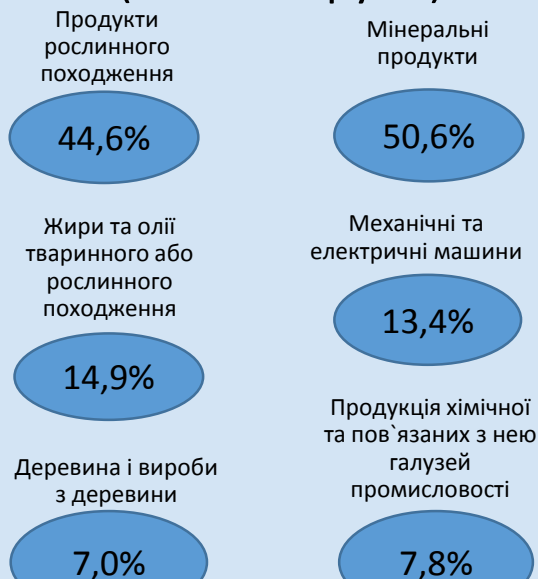 Продукти
рослинного
походження
44,6%
Жири та олії
тваринного або
рослинного
походження
14,9%
Деревина і вироби
з деревини
7,0%
Мінеральні
продукти
50,6%
Механічні та
електричні машини
13,4%
Продукція хімічної
та пов`язаних з нею
галузей
промисловості
7,8%